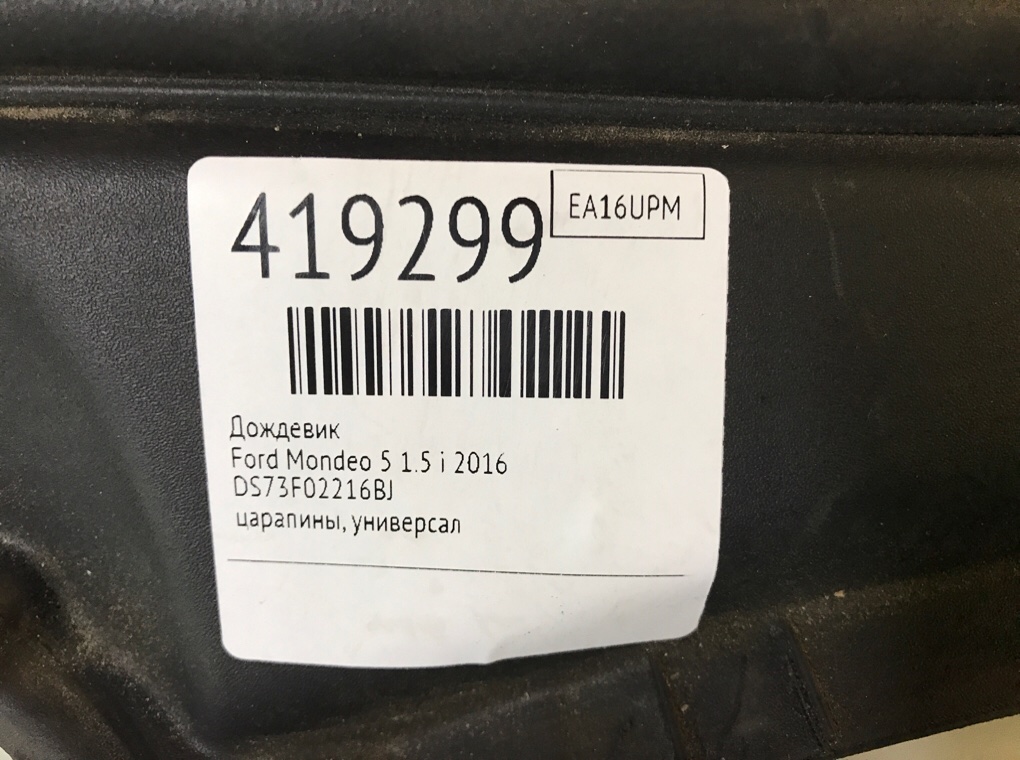 419299
EA16UPM
Дождевик
Ford Mondeo 5 1.5 i 2016
DS73F02216BJ
царапины, универсал